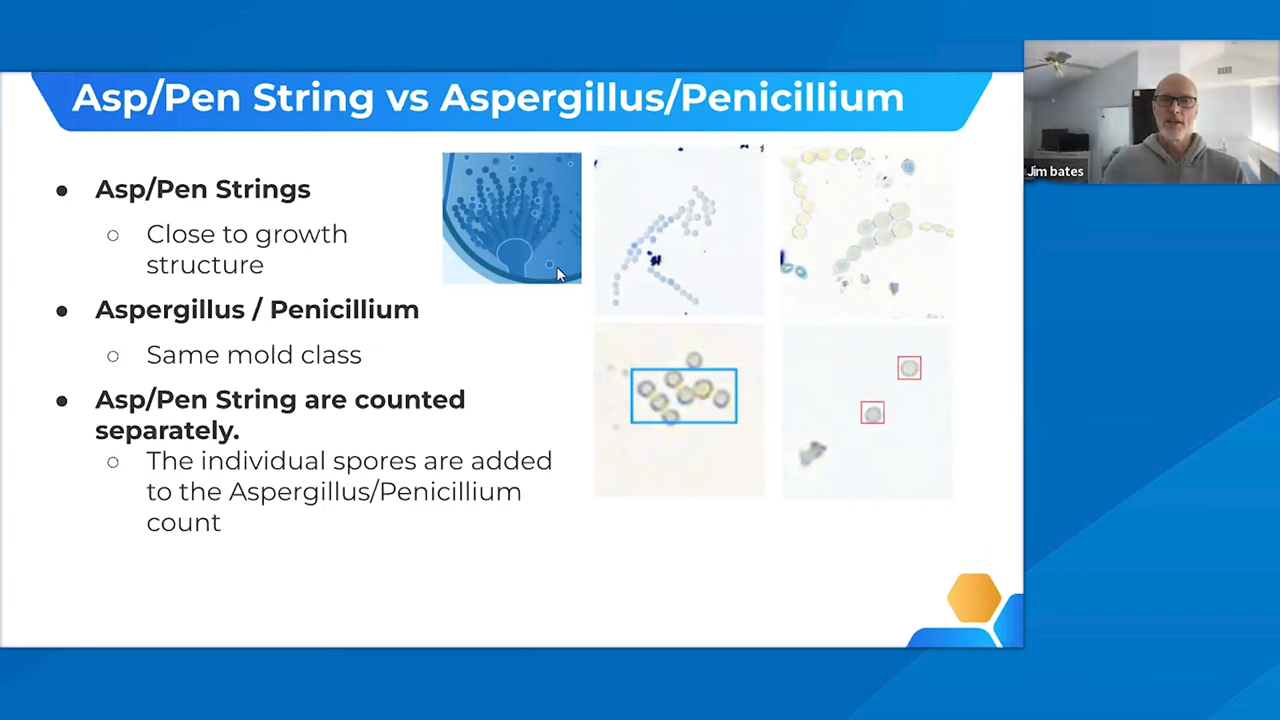 Asp/Pen String vs Aspergillus/Penicillium
Jim bates
● Asp/Pen Strings
○ Close to growth
structure
● Aspergillus / Penicillium
○ Same mold class
● Asp/Pen String are counted
separately.
○ The individual spores are added
to the Aspergillus/Penicillium
count